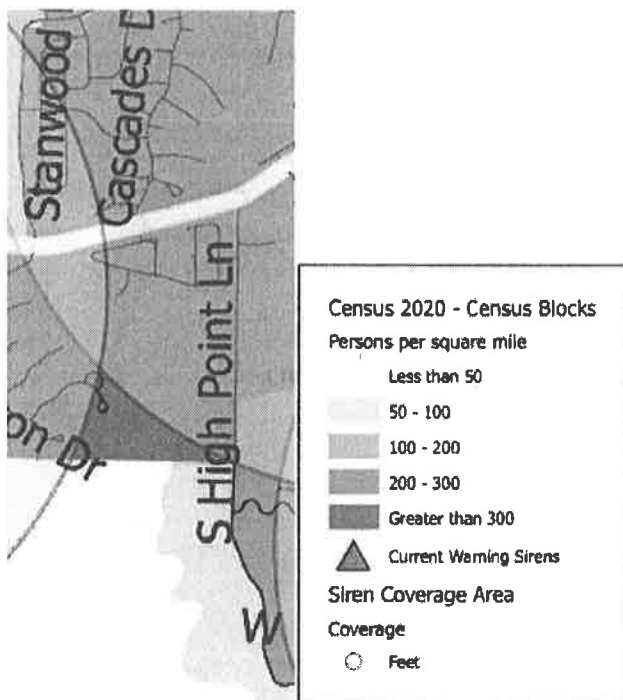 Stanwood
Cascades D
S High Point Ln
on Dr
W
Census 2020 - Census Blocks
Persons per square mile
Less than 50
50 - 100
100 - 200
200 - 300
Greater than 300
Current Warning Sirens
Siren Coverage Area
Coverage
Feet